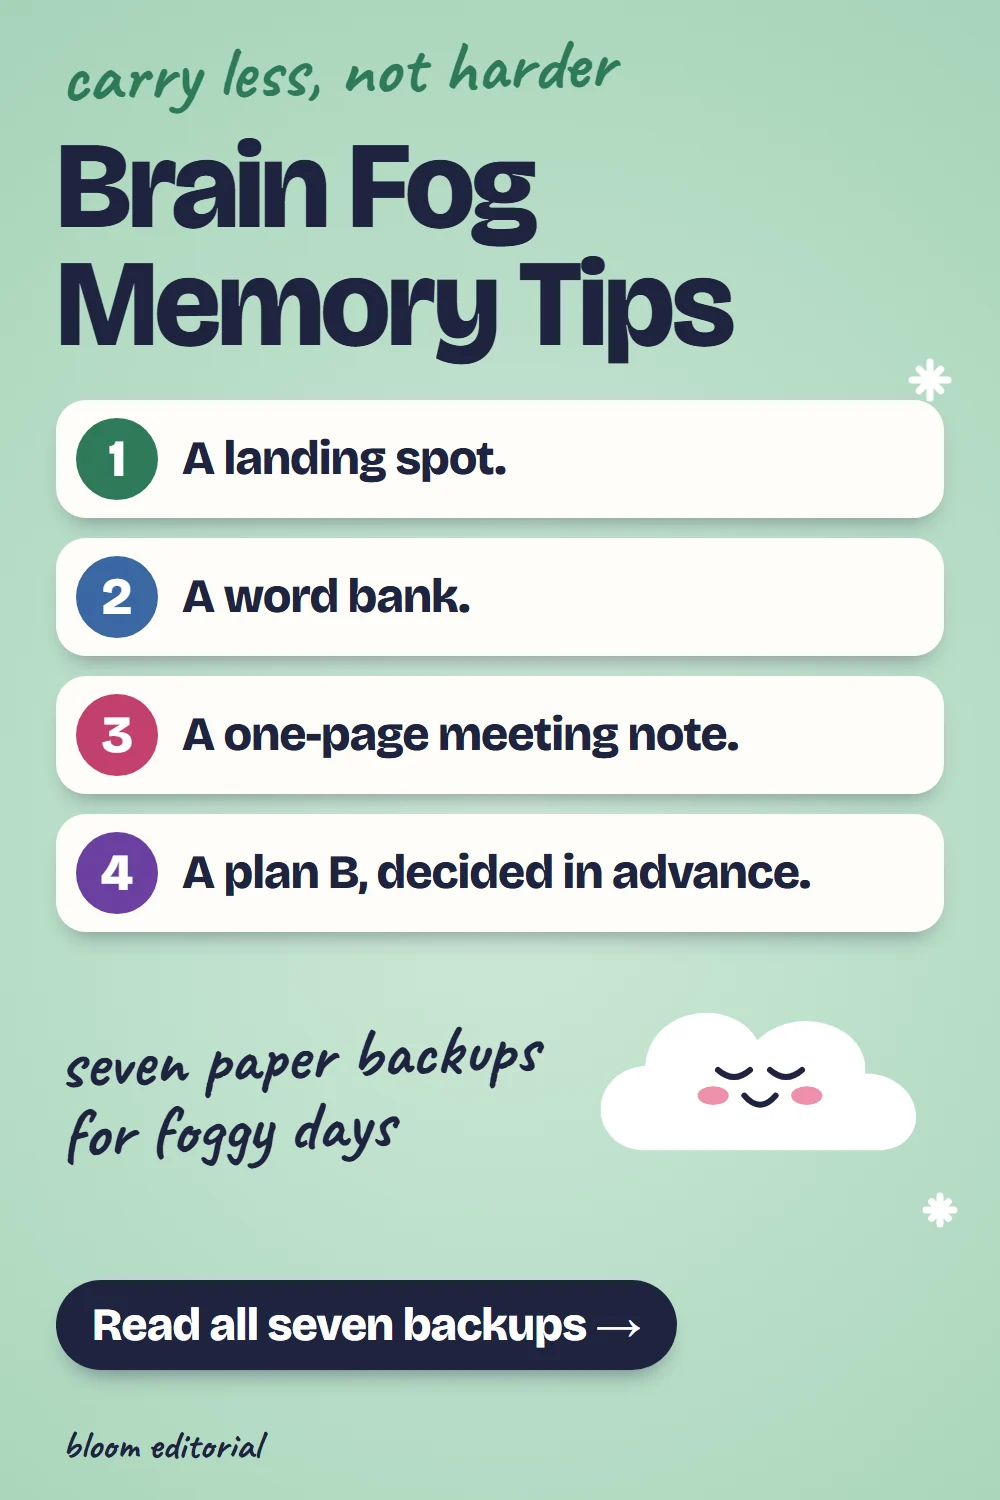 carry less, not harder
Brain Fog
Memory Tips
1 A landing spot.
2 A word bank.
3 A one-page meeting note.
4 A plan B, decided in advance.
seven paper backups
for foggy days
Read all seven backups →
bloom editorial